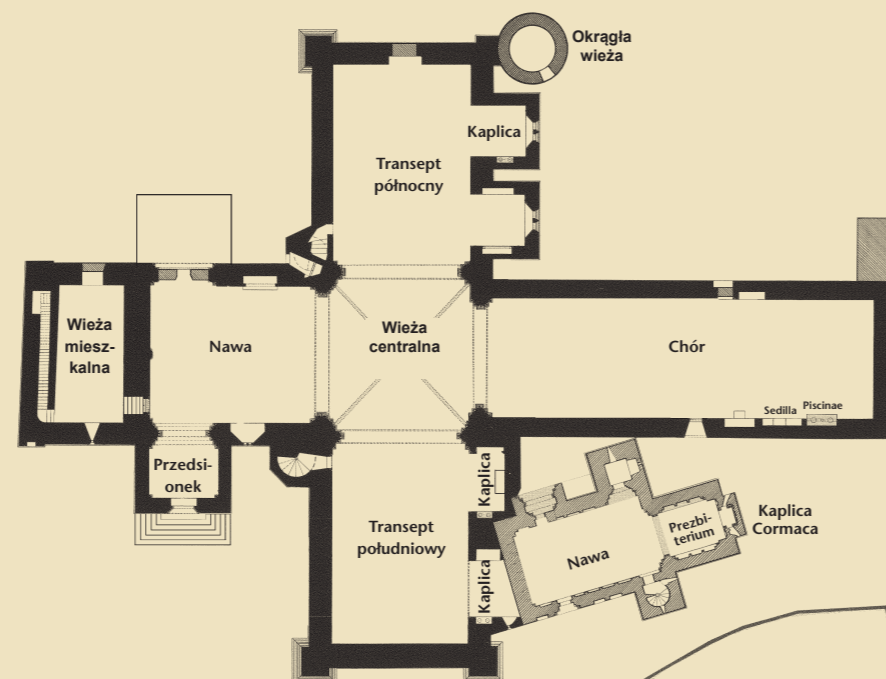 Okrągła
wieża
Kaplica
Transept
północny
Wieża
miesz-
kalna
Nawa
Wieża
centralna
Chór
Sedilla
Piscinae
Przedsi-
onek
Kaplica
Transept
południowy
Kaplica
Nawa
Prezbi-
terium
Kaplica
Cormaca